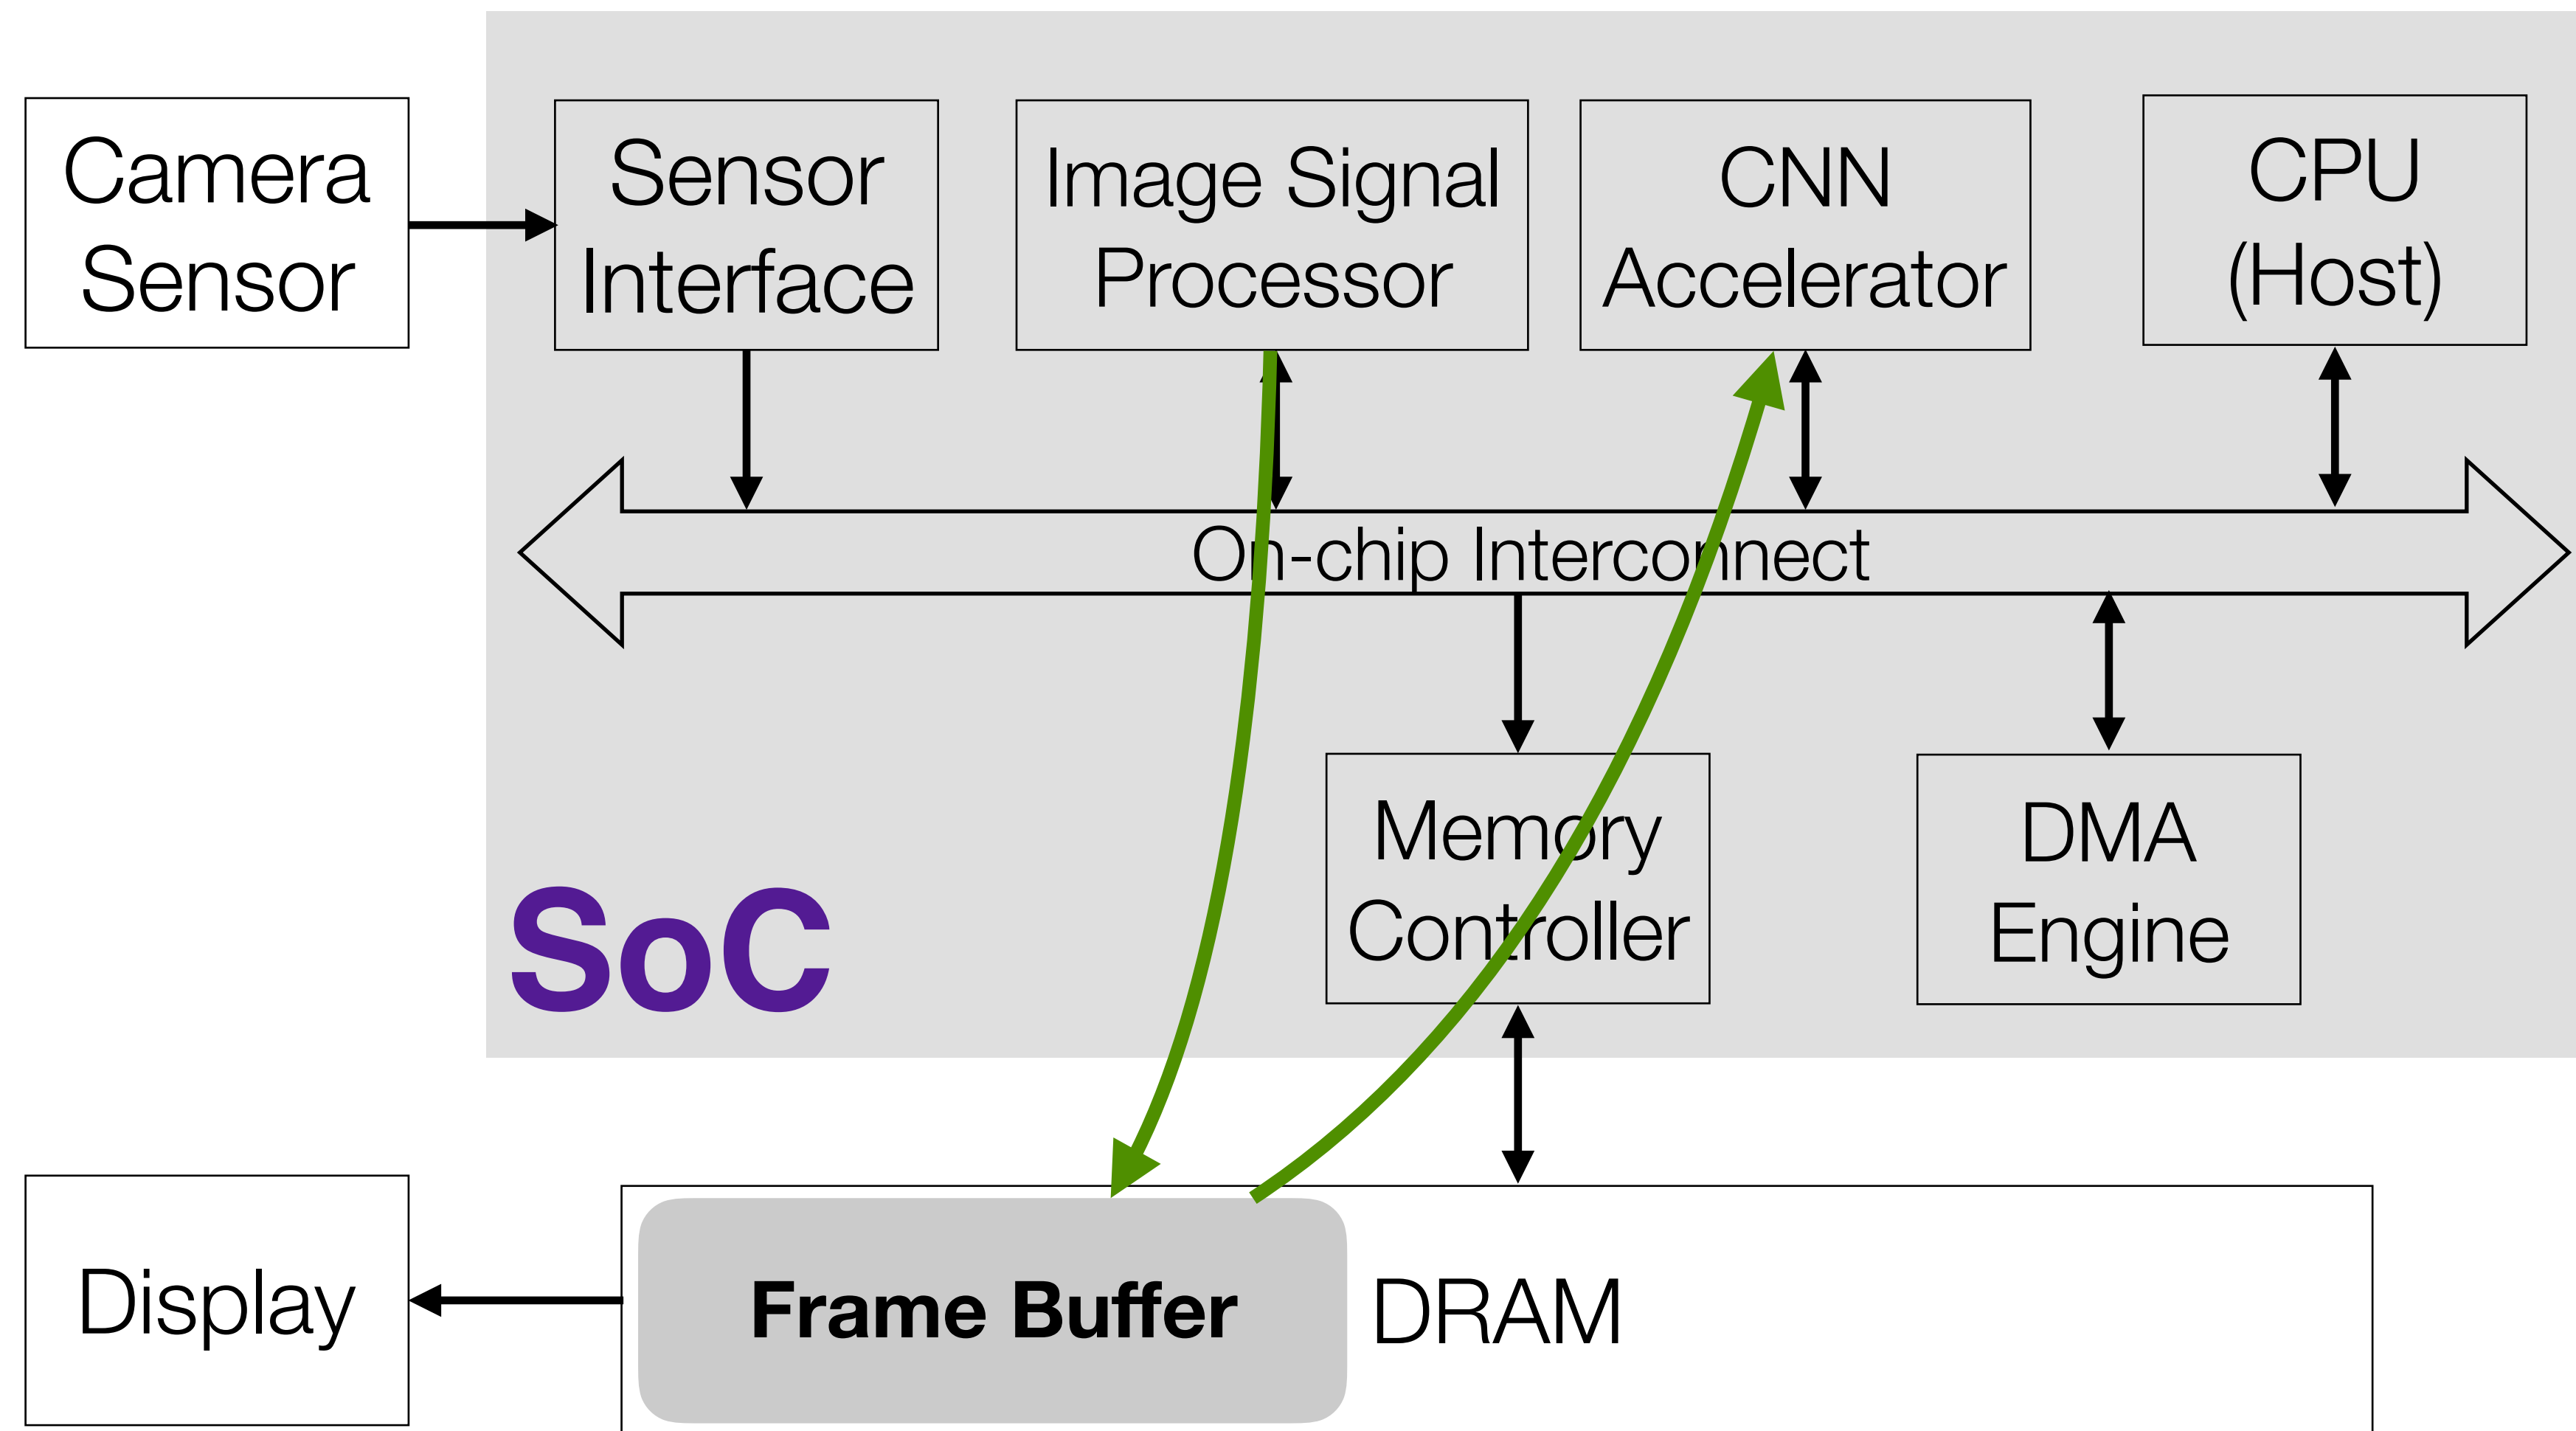 Camera
Sensor
Sensor
Interface
Image Signal
Processor
CNN
Accelerator
CPU
(Host)
On-chip Interconnect
Memory
Controller
DMA
Engine
SoC
Display
Frame Buffer
DRAM